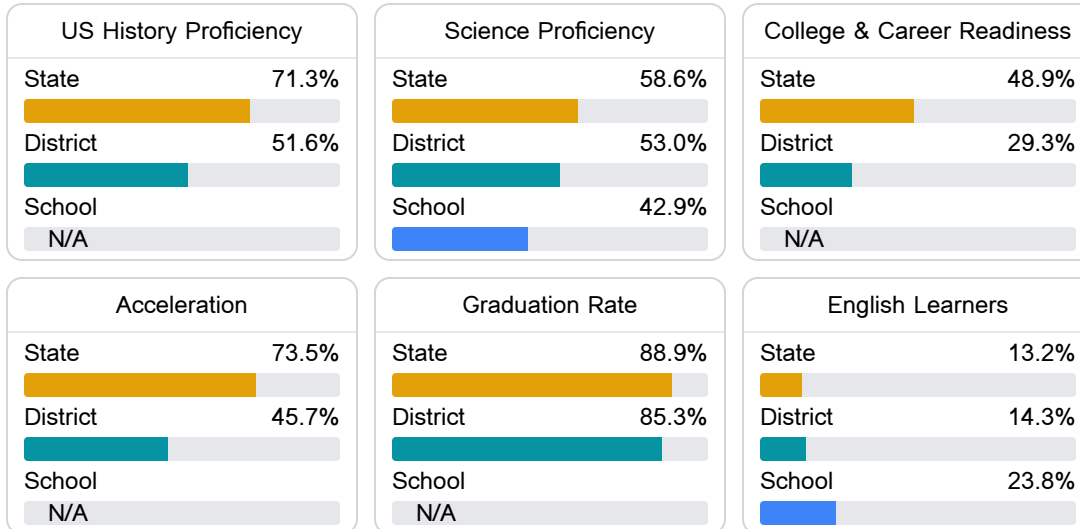 US History Proficiency
State 71.3%
District 51.6%
School
N/A
Science Proficiency
State 58.6%
District 53.0%
School 42.9%
College & Career Readiness
State 48.9%
District 29.3%
School
N/A
Acceleration
State 73.5%
District 45.7%
School
N/A
Graduation Rate
State 88.9%
District 85.3%
School
N/A
English Learners
State 13.2%
District 14.3%
School 23.8%